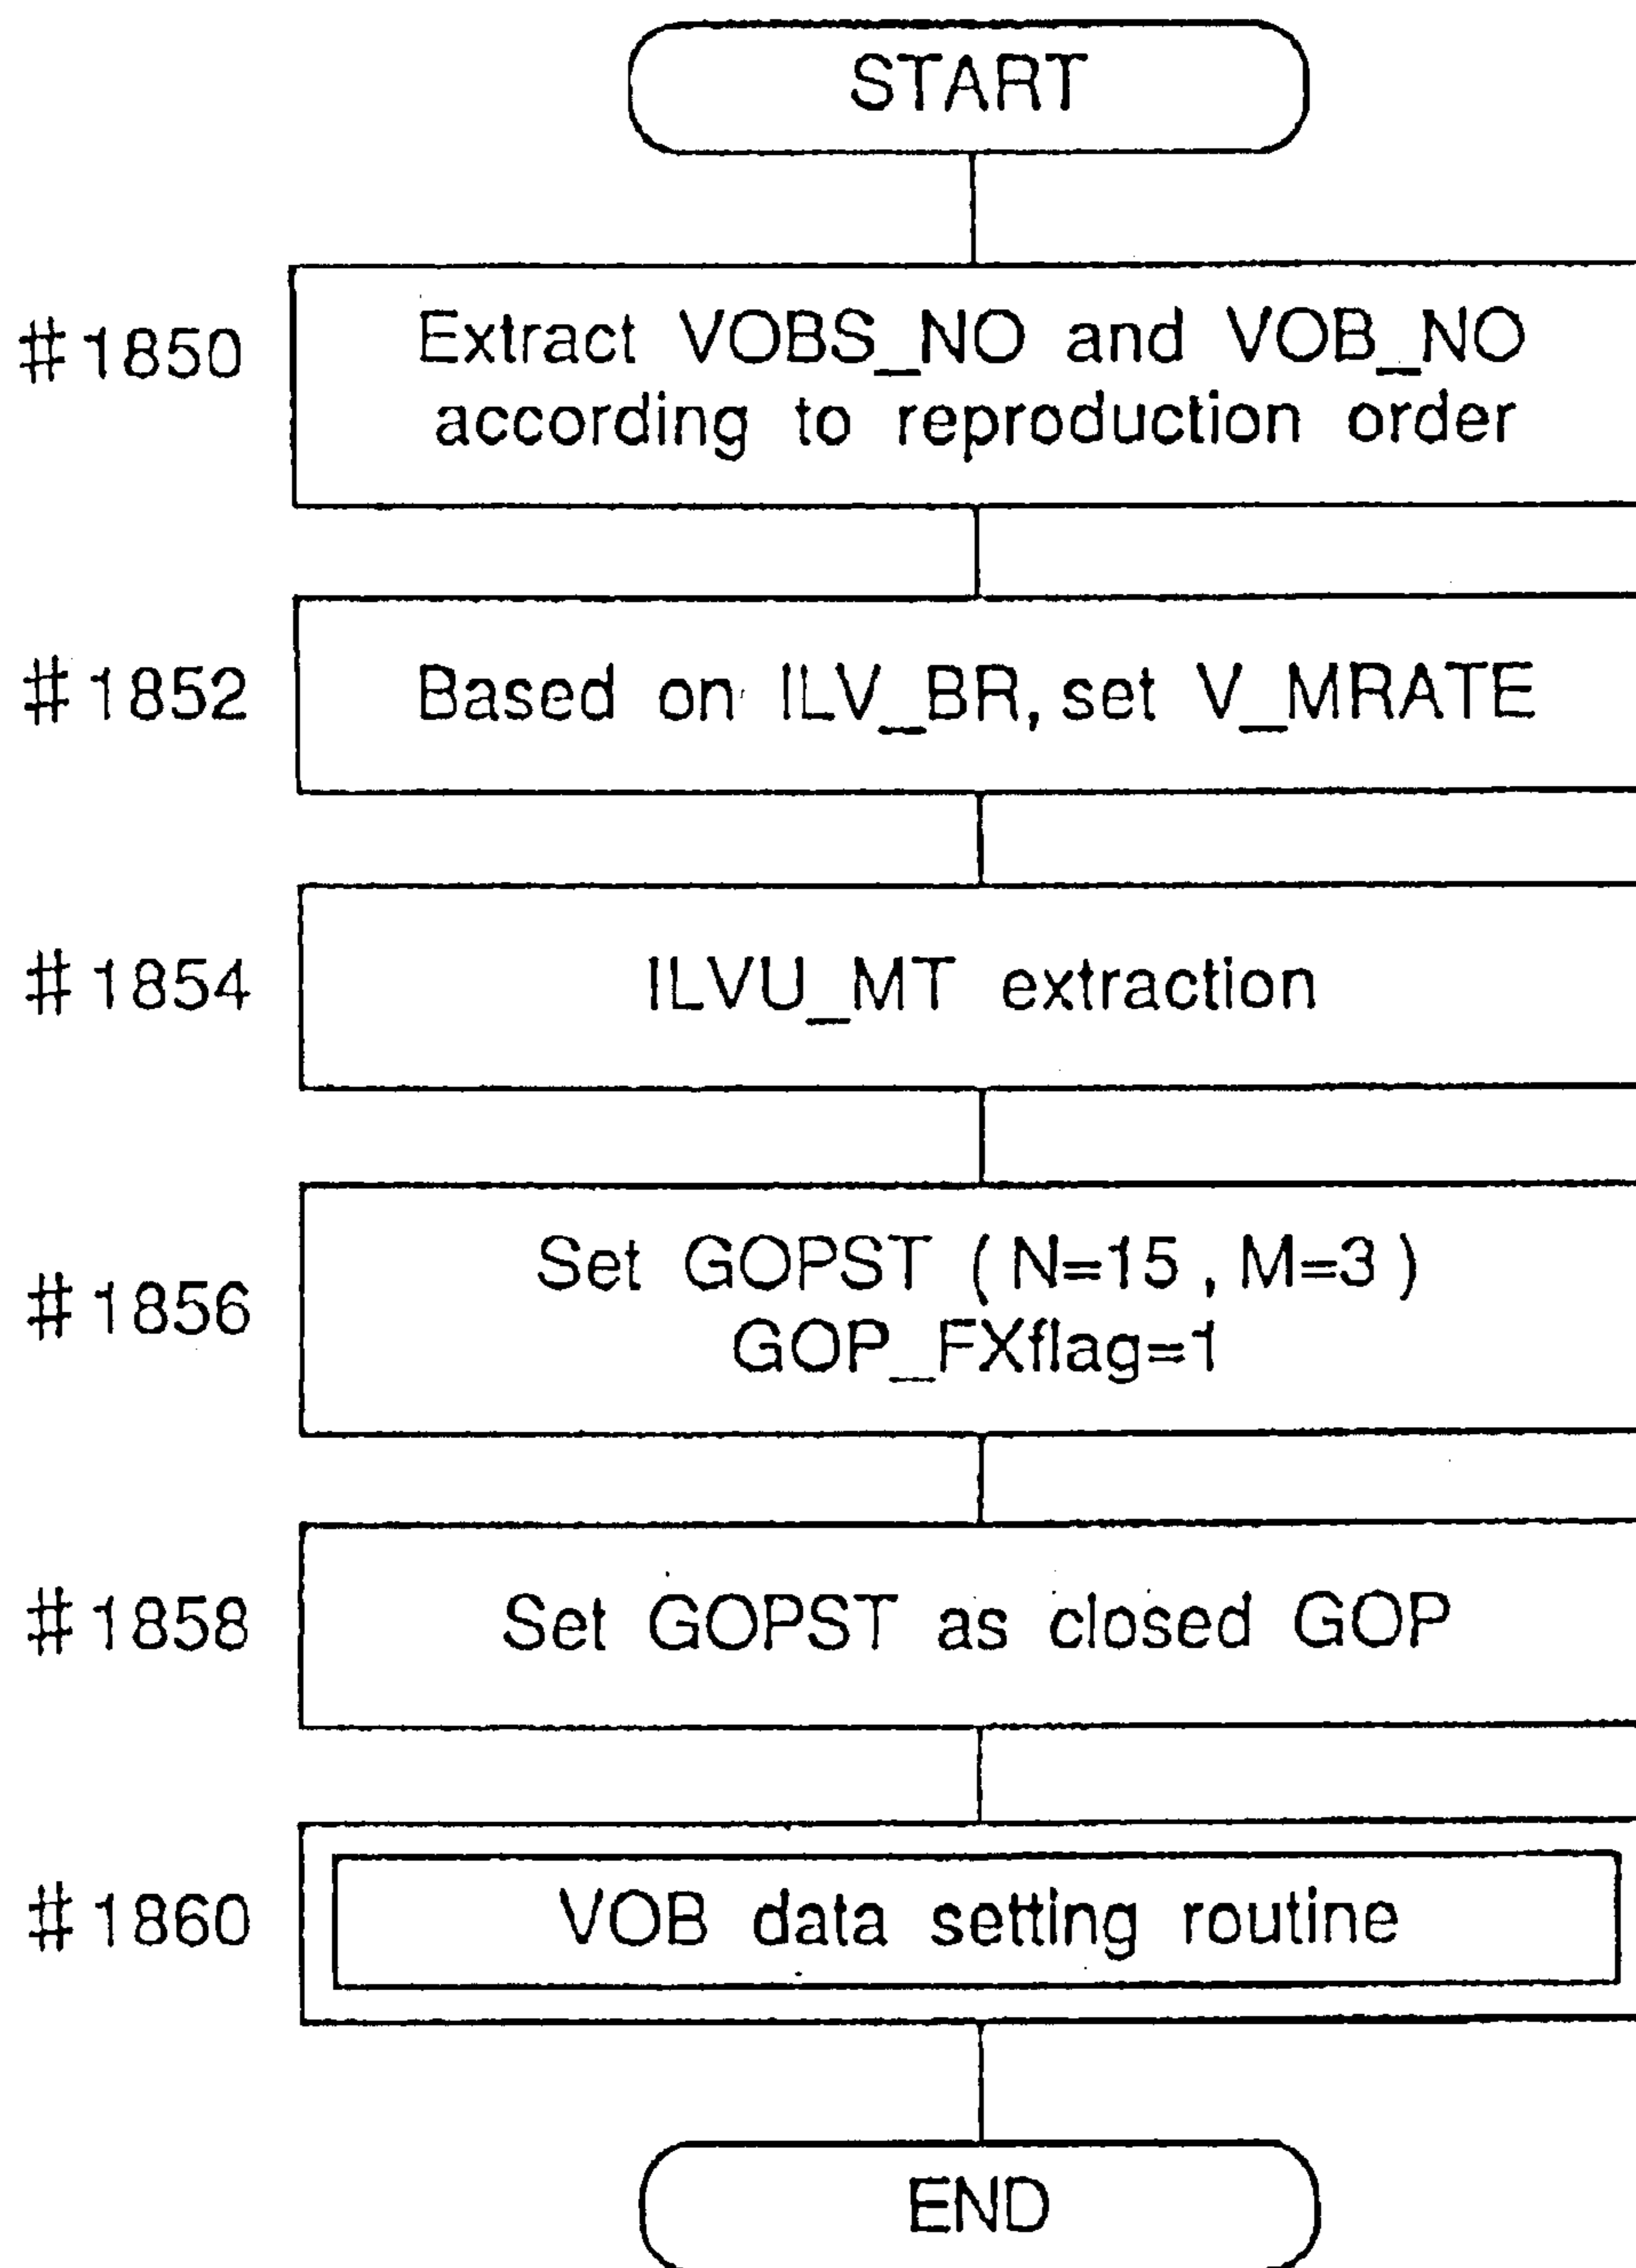 START
#1850
Extract VOBS_NO and VOB_NO
according to reproduction order
#1852
Based on ILV_BR, set V_MRATE
#1854
ILVU_MT extraction
#1856
Set GOPST (N=15, M=3)
GOP_FXflag=1
#1858
Set GOPST as closed GOP
#1860
VOB data setting routine
END